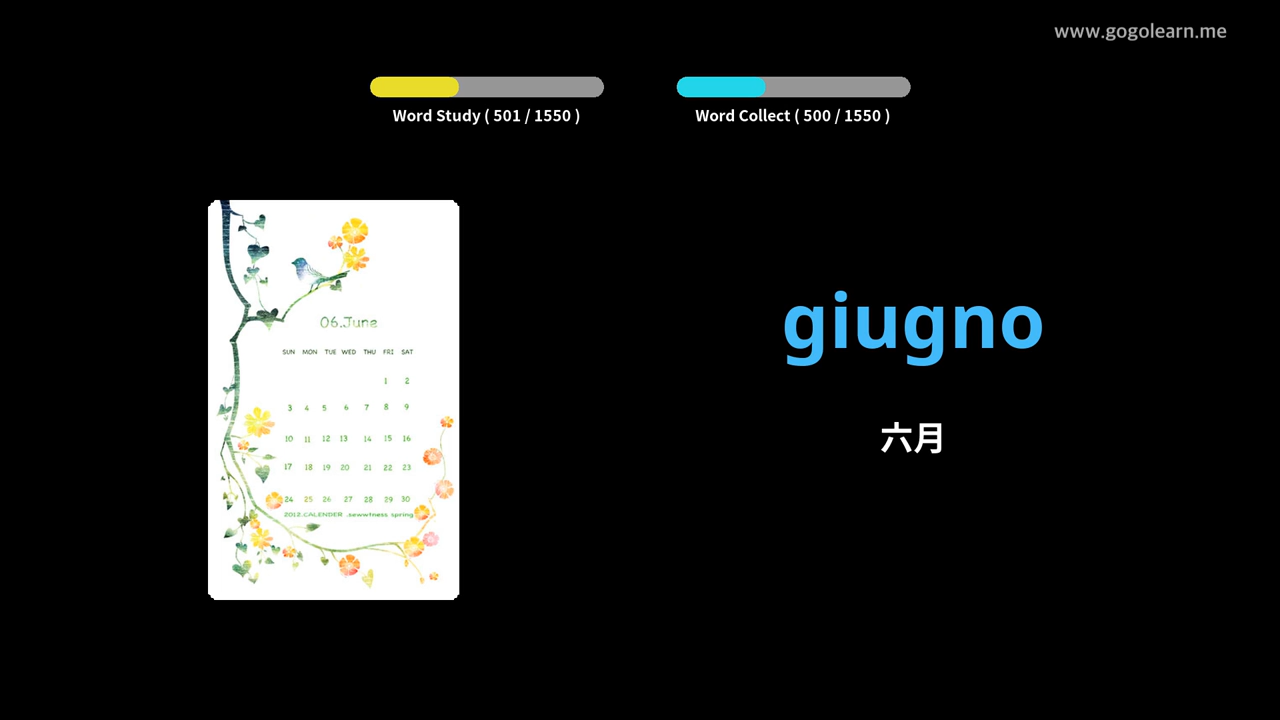 www.gogolearn.me
Word Study ( 501 / 1550 )
Word Collect ( 500 / 1550 )
06.June
SUN MON TUE WED THU FRI SAT
1 2
3 4 5 6 7 8 9
10 11 12 13 14 15 16
17 18 19 20 21 22 23
24 25 26 27 28 29 30
2012.CALENDER .sewwtness spring
giugno
六月